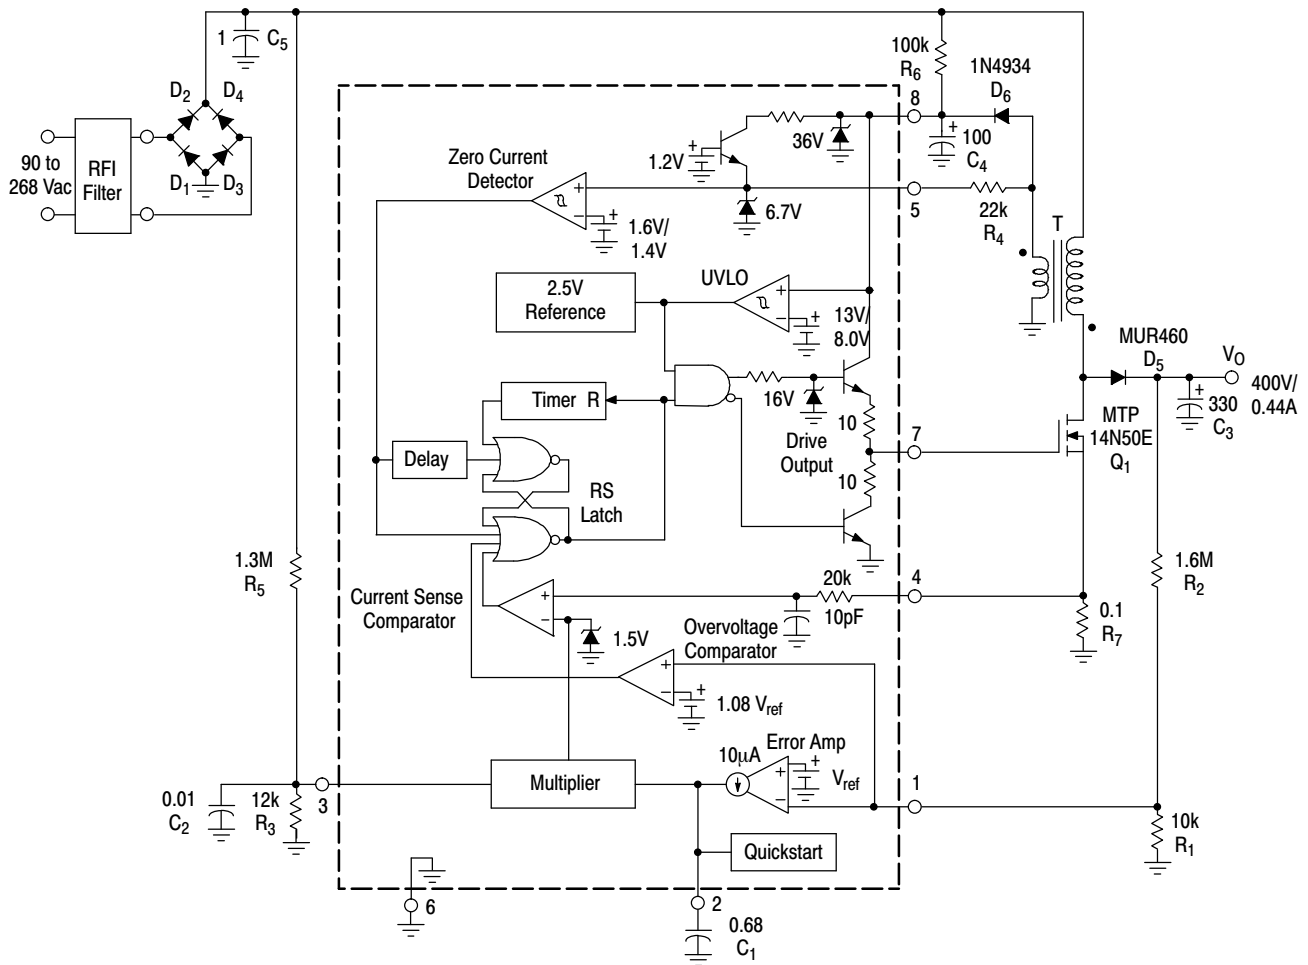 1
C5
D2
D4
D1
D3
90 to
268 Vac
RFI
Filter
100k
R6
1N4934
D6
8
100
C4
36V
1.2V
Zero Current
Detector
6.7V
1.6V/
1.4V
5
22k
R4
T
2.5V
Reference
UVLO
13V/
8.0V
MUR460
D5
VO
400V/
0.44A
330
C3
MTP
14N50E
Q1
Timer R
16V
10
Drive
Output
10
7
Delay
RS
Latch
1.3M
R5
Current Sense
Comparator
20k
10pF
4
1.6M
R2
0.1
R7
1.5V
Overvoltage
Comparator
1.08 Vref
Error Amp
10μA
Vref
1
Multiplier
3
0.01
C2
12k
R3
10k
R1
Quickstart
6
2
0.68
C1